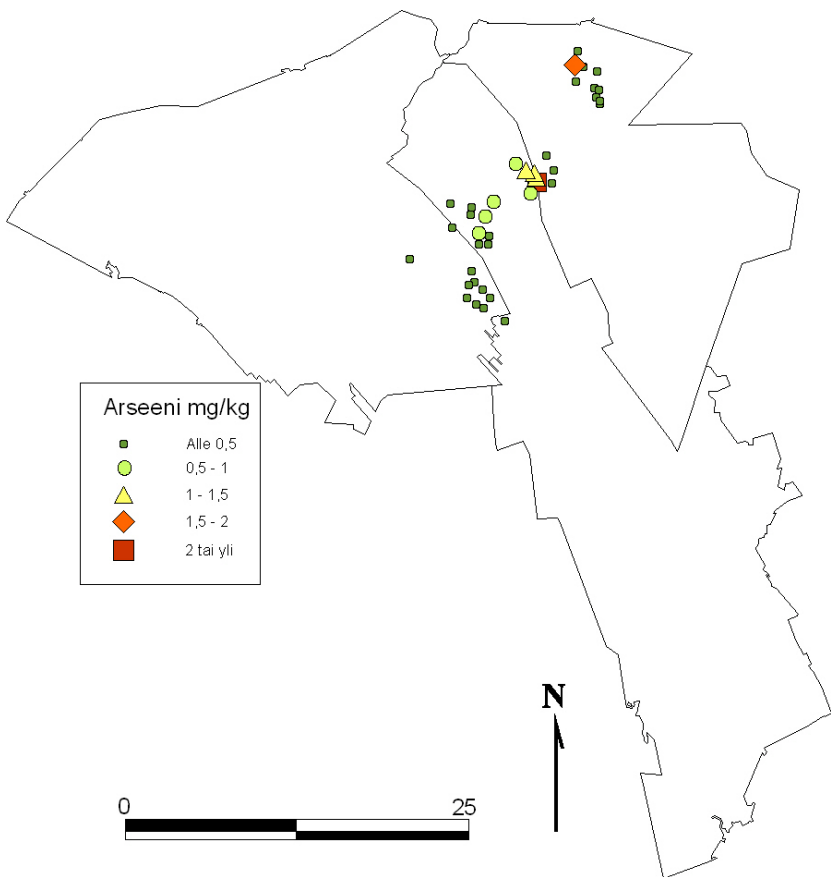 Arseeni mg/kg
Alle 0,5
0,5 - 1
1 - 1,5
1,5 - 2
2 tai yli
N
0 25